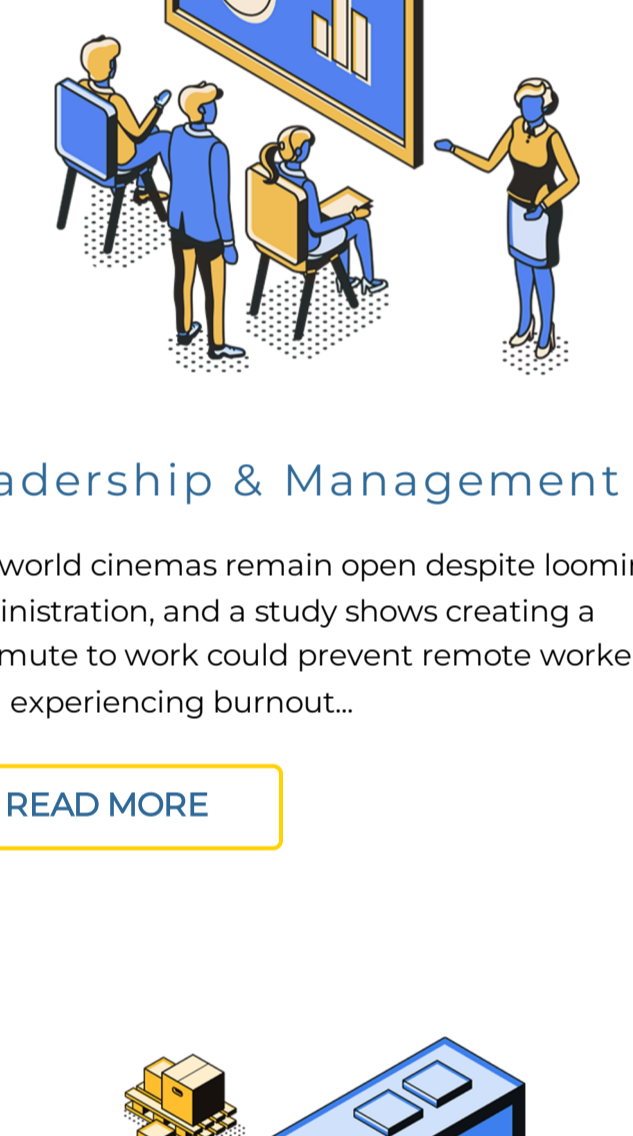 adership & Management
world cinemas remain open despite loomin
inistration, and a study shows creating a
mute to work could prevent remote worke
experiencing burnout...
READ MORE